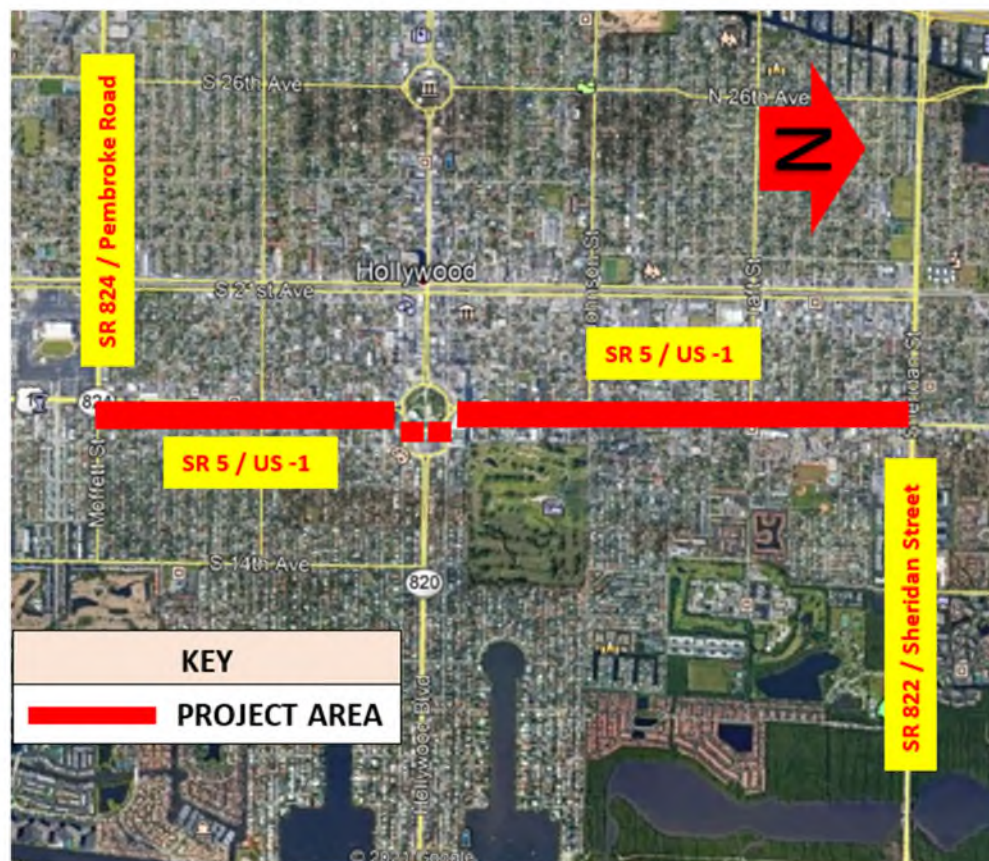 S 26th Ave
N 26th Ave
N
SR 824 / Pembroke Road
Hollywood
S 21st Ave
SR 5 / US -1
824
SR 5 / US -1
Sheridan St
Moffett St
S 14th Ave
820
SR 822 / Sheridan Street
KEY
PROJECT AREA
Hollywood Blvd